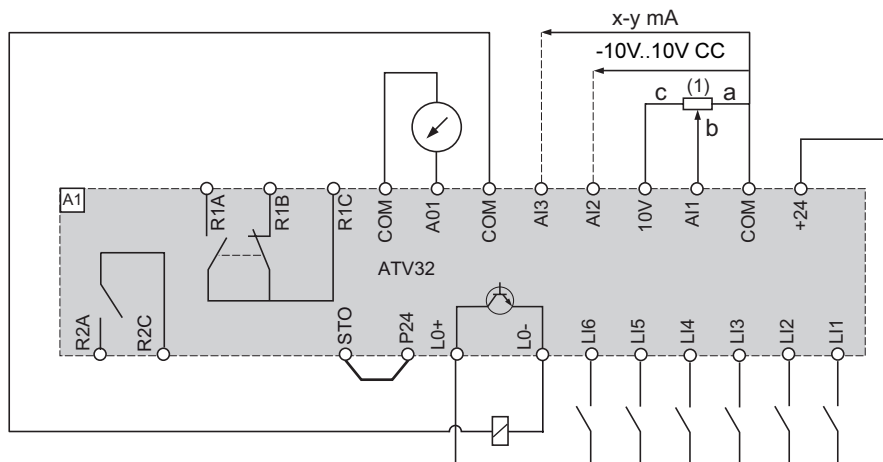 x-y mA
-10V..10V CC
c (1) a
b
A1
R1A R1B R1C COM A01 COM AI3 AI2 10V AI1 COM +24
ATV32
R2A R2C STO P24 L0+ L0- LI6 LI5 LI4 LI3 LI2 LI1